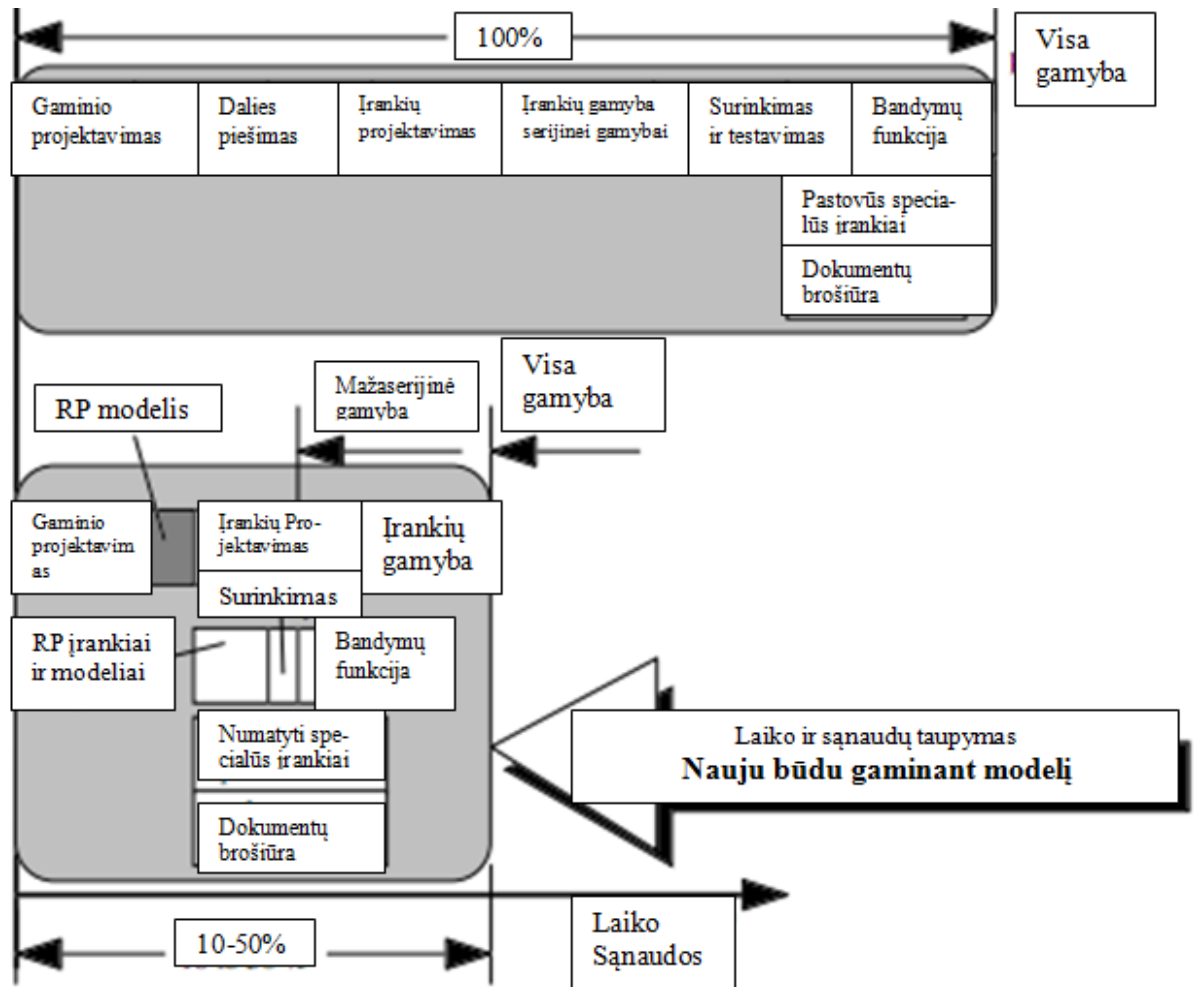 100%
Visa
gamyba
Gaminio
projektavimas
Dalies
piešimas
Įrankių
projektavimas
Įrankių gamyba
serijinei gamybai
Surinkimas
ir testavimas
Bandymų
funkcija
Pastovūs specia-
lūs įrankiai
Dokumentų
brošiūra
RP modelis
Mažaserijinė
gamyba
Visa
gamyba
Gaminio
projektavim
as
Įrankių Pro-
jektavimas
Įrankių
gamyba
Surinkimas
RP įrankiai
ir modeliai
Bandymų
funkcija
Numatyti spe-
cialūs įrankiai
Dokumentų
brošiūra
Laiko ir sąnaudų taupymas
Nauju būdu gaminant modelį
10-50%
Laiko
Sąnaudos